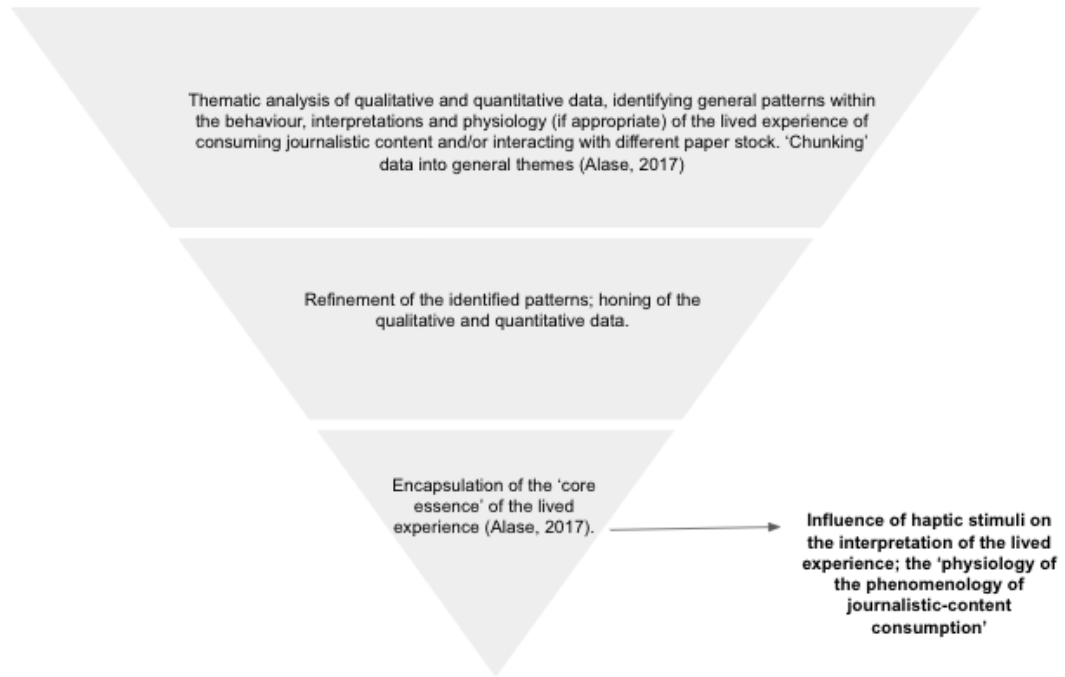 Thematic analysis of qualitative and quantitative data, identifying general patterns within
the behaviour, interpretations and physiology (if appropriate) of the lived experience of
consuming journalistic content and/or interacting with different paper stock. ‘Chunking’
data into general themes (Alase, 2017)
Refinement of the identified patterns; honing of the
qualitative and quantitative data.
Encapsulation of the ‘core
essence’ of the lived
experience (Alase, 2017).
Influence of haptic stimuli on
the interpretation of the lived
experience; the ‘physiology of
the phenomenology of
journalistic-content
consumption’